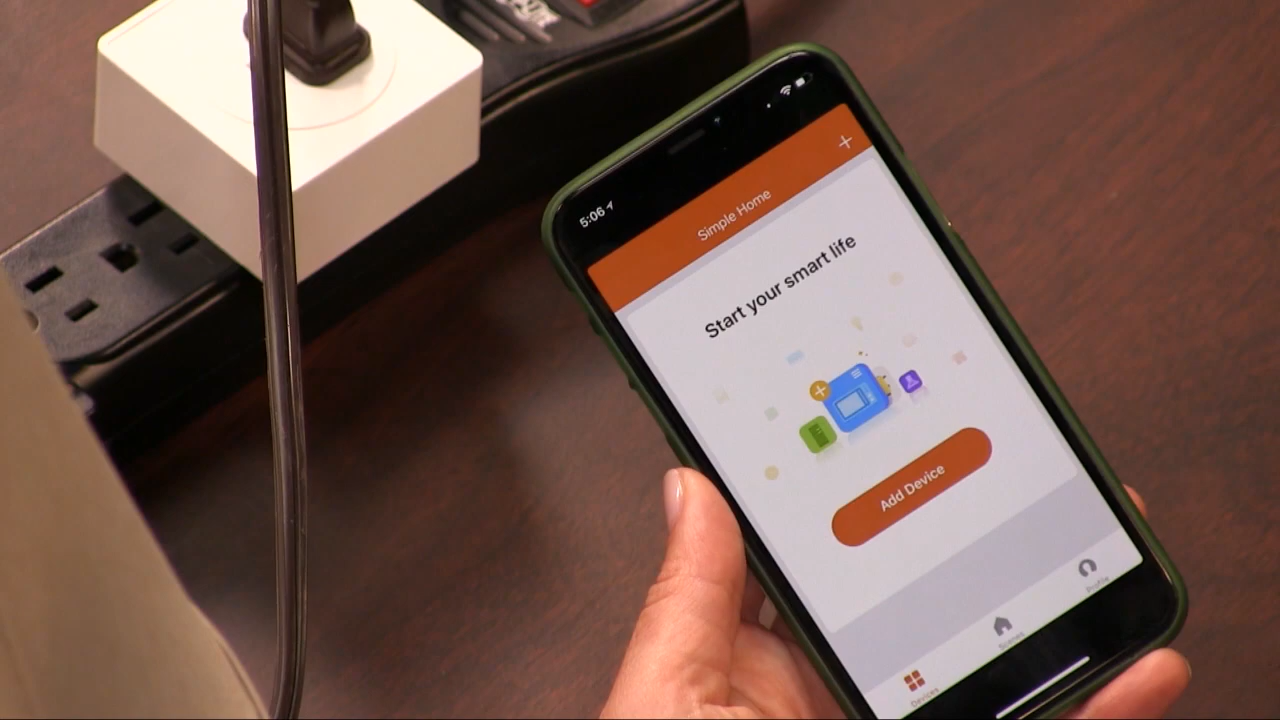 5:06
Simple Home
+
Start your smart life
Add Device
Devices
Scenes
Profile